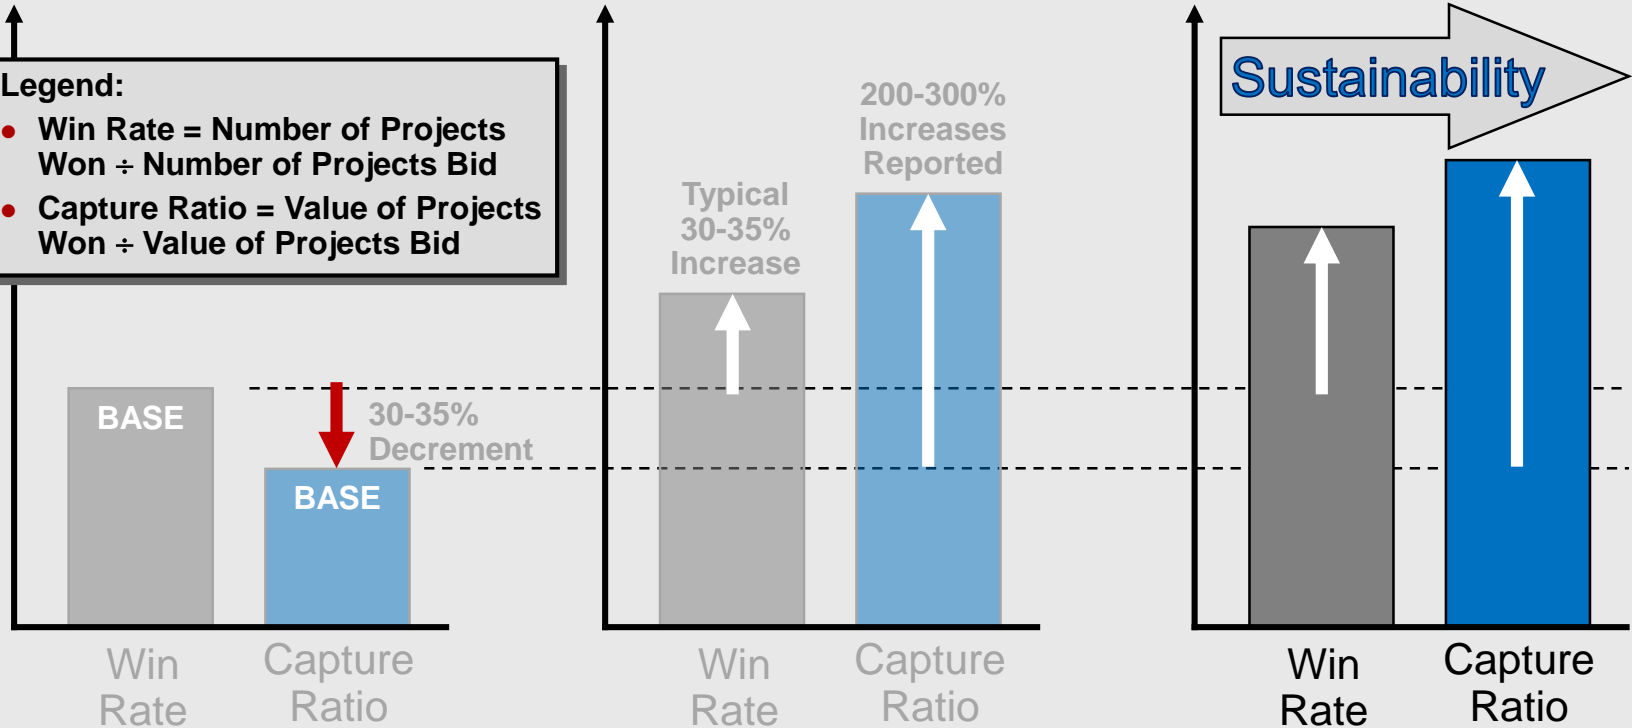 Legend:
● Win Rate = Number of Projects
Won ÷ Number of Projects Bid
● Capture Ratio = Value of Projects
Won ÷ Value of Projects Bid
BASE
30-35%
Decrement
BASE
Win
Rate
Capture
Ratio
Typical
30-35%
Increase
200-300%
Increases
Reported
Win
Rate
Capture
Ratio
Sustainability
Win
Rate
Capture
Ratio